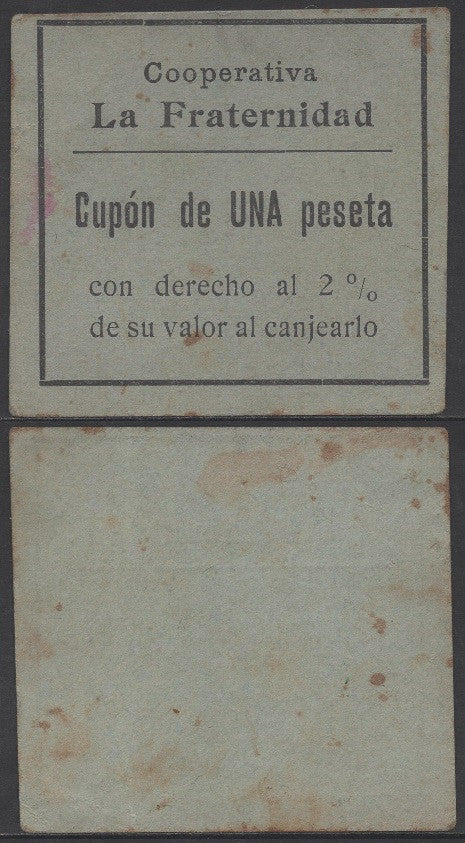 Cooperativa
La Fraternidad
Cupón de UNA peseta
con derecho al 2 %
de su valor al canjearlo